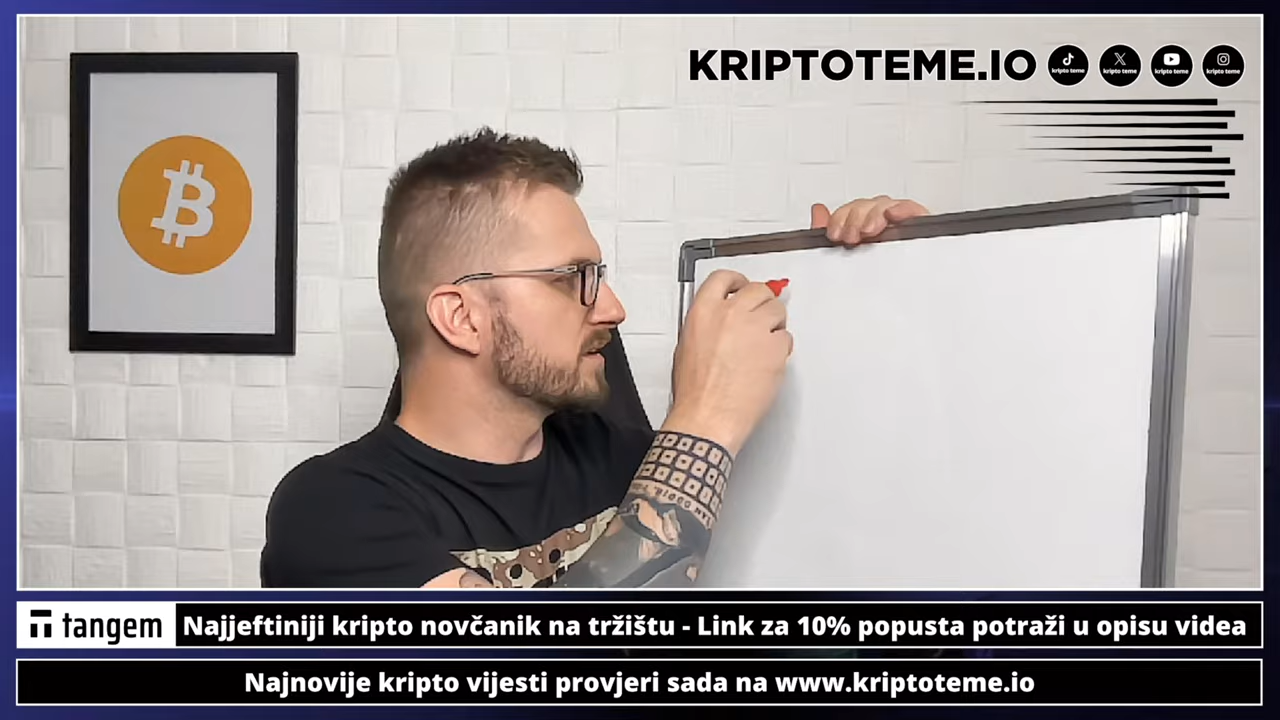 KRIPTOTEME.IO
kripto teme
kripto teme
kripto teme
kripto teme
tangem
Najjeftiniji kripto novčanik na tržištu - Link za 10% popusta potraži u opisu videa
Najnovije kripto vijesti provjeri sada na www.kriptoteme.io